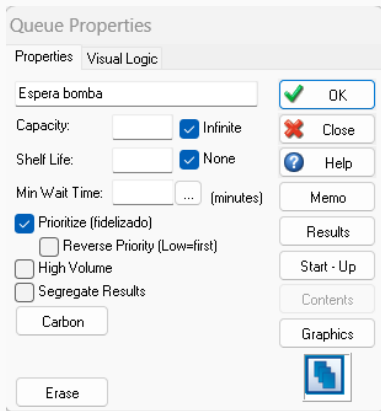 Queue Properties
Properties Visual Logic
Espera bomba
OK
Capacity: Infinite
Close
Shelf Life: None
Help
Min Wait Time: ... (minutes)
Memo
Prioritize (fidelizado)
Results
Reverse Priority (Low=first)
High Volume
Start - Up
Segregate Results
Contents
Carbon
Graphics
Erase